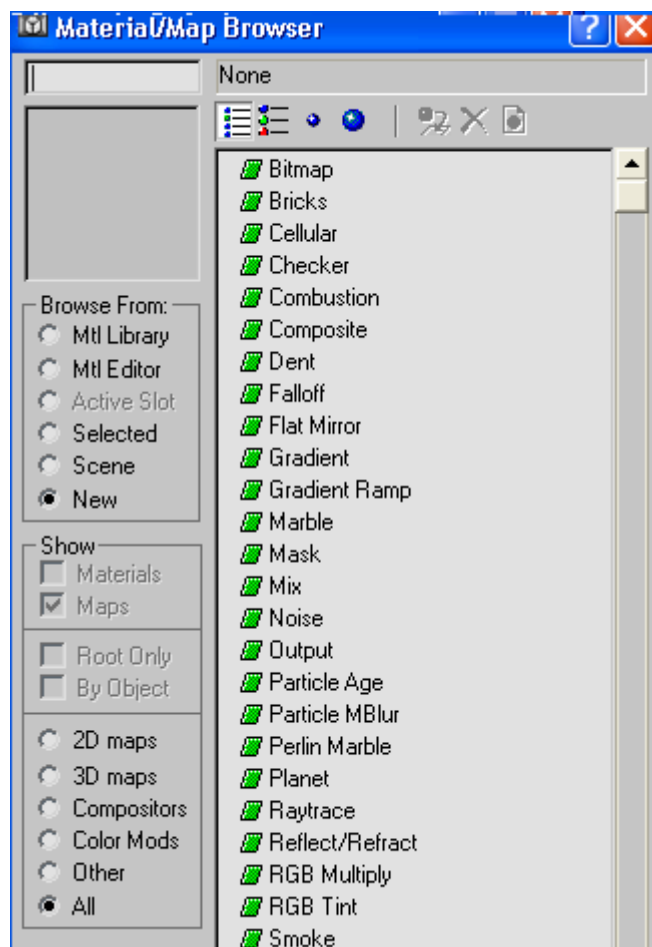 Material/Map Browser
None
Bitmap
Bricks
Cellular
Checker
Combustion
Composite
Dent
Falloff
Flat Mirror
Gradient
Gradient Ramp
Marble
Mask
Mix
Noise
Output
Particle Age
Particle MBlur
Perlin Marble
Planet
Raytrace
Reflect/Refract
RGB Multiply
RGB Tint
Smoke
Browse From:
Mtl Library
Mtl Editor
Active Slot
Selected
Scene
New
Show
Materials
Maps
Root Only
By Object
2D maps
3D maps
Compositors
Color Mods
Other
All